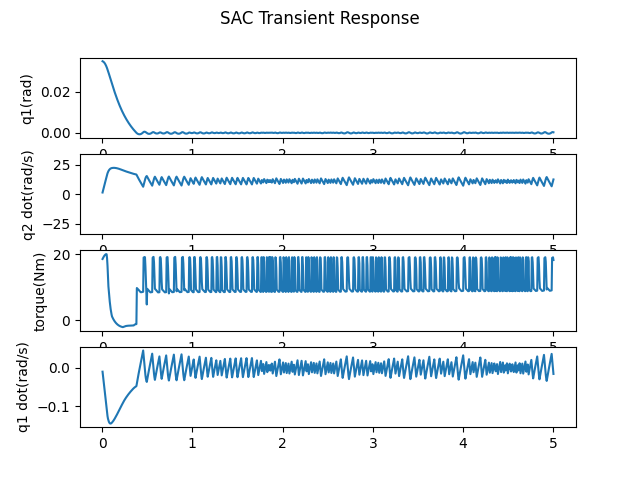 SAC Transient Response
q1(rad)
0.02
0.00
0 1 2 3 4 5
q2 dot(rad/s)
25
0
−25
0 1 2 3 4 5
torque(Nm)
20
0
0 1 2 3 4 5
q1 dot(rad/s)
0.0
−0.1
0 1 2 3 4 5